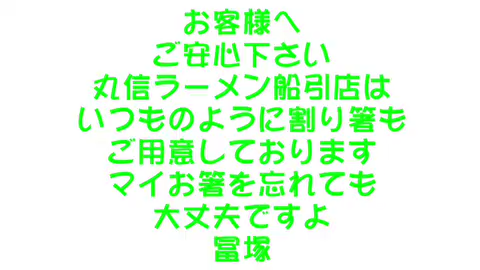 お客様へ
ご安心下さい
丸信ラーメン船引店は
いつものように割り箸も
ご用意しております
マイお箸を忘れても
大丈夫ですよ
冨塚